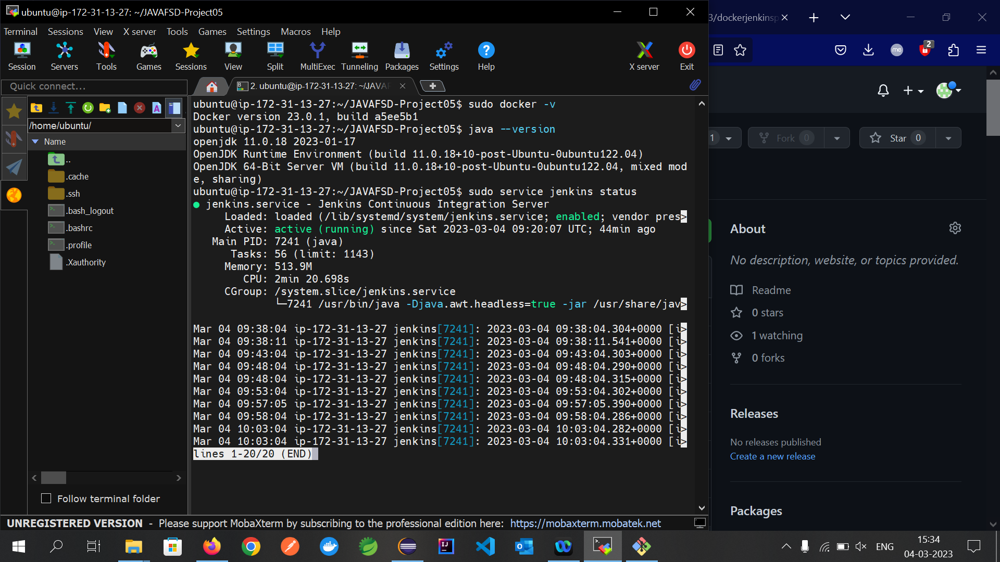 ubuntu@ip-172-31-13-27: ~/JAVAFSD-Project05
Terminal Sessions View X server Tools Games Settings Macros Help
Session Servers Tools Games Sessions View Split MultiExec Tunneling Packages Settings Help X server Exit
Quick connect...
2. ubuntu@ip-172-31-13-27: ~/JAVAF
/home/ubuntu/
Name
..
.cache
.ssh
.bash_logout
.bashrc
.profile
.Xauthority
Follow terminal folder
ubuntu@ip-172-31-13-27:~/JAVAFSD-Project05$ sudo docker -v
Docker version 23.0.1, build a5ee5b1
ubuntu@ip-172-31-13-27:~/JAVAFSD-Project05$ java --version
openjdk 11.0.18 2023-01-17
OpenJDK Runtime Environment (build 11.0.18+10-post-Ubuntu-0ubuntu122.04)
OpenJDK 64-Bit Server VM (build 11.0.18+10-post-Ubuntu-0ubuntu122.04, mixed mod
e, sharing)
ubuntu@ip-172-31-13-27:~/JAVAFSD-Project05$ sudo service jenkins status
● jenkins.service - Jenkins Continuous Integration Server
Loaded: loaded (/lib/systemd/system/jenkins.service; enabled; vendor pres>
Active: active (running) since Sat 2023-03-04 09:20:07 UTC; 44min ago
Main PID: 7241 (java)
Tasks: 56 (limit: 1143)
Memory: 513.9M
CPU: 2min 20.698s
CGroup: /system.slice/jenkins.service
└─7241 /usr/bin/java -Djava.awt.headless=true -jar /usr/share/jav>
Mar 04 09:38:04 ip-172-31-13-27 jenkins[7241]: 2023-03-04 09:38:04.304+0000 [i>
Mar 04 09:38:11 ip-172-31-13-27 jenkins[7241]: 2023-03-04 09:38:11.541+0000 [i>
Mar 04 09:43:04 ip-172-31-13-27 jenkins[7241]: 2023-03-04 09:43:04.303+0000 [i>
Mar 04 09:48:04 ip-172-31-13-27 jenkins[7241]: 2023-03-04 09:48:04.290+0000 [i>
Mar 04 09:48:04 ip-172-31-13-27 jenkins[7241]: 2023-03-04 09:48:04.315+0000 [i>
Mar 04 09:53:04 ip-172-31-13-27 jenkins[7241]: 2023-03-04 09:53:04.302+0000 [i>
Mar 04 09:57:05 ip-172-31-13-27 jenkins[7241]: 2023-03-04 09:57:05.390+0000 [i>
Mar 04 09:58:04 ip-172-31-13-27 jenkins[7241]: 2023-03-04 09:58:04.286+0000 [i>
Mar 04 10:03:04 ip-172-31-13-27 jenkins[7241]: 2023-03-04 10:03:04.282+0000 [i>
Mar 04 10:03:04 ip-172-31-13-27 jenkins[7241]: 2023-03-04 10:03:04.331+0000 [i>
lines 1-20/20 (END)
UNREGISTERED VERSION - Please support MobaXterm by subscribing to the professional edition here: https://mobaxterm.mobatek.net
3/dockerjenkinsp
me
2
1 Fork 0 Star 0
About
No description, website, or topics provided.
Readme
0 stars
1 watching
0 forks
Releases
No releases published
Create a new release
Packages
ENG
15:34
04-03-2023